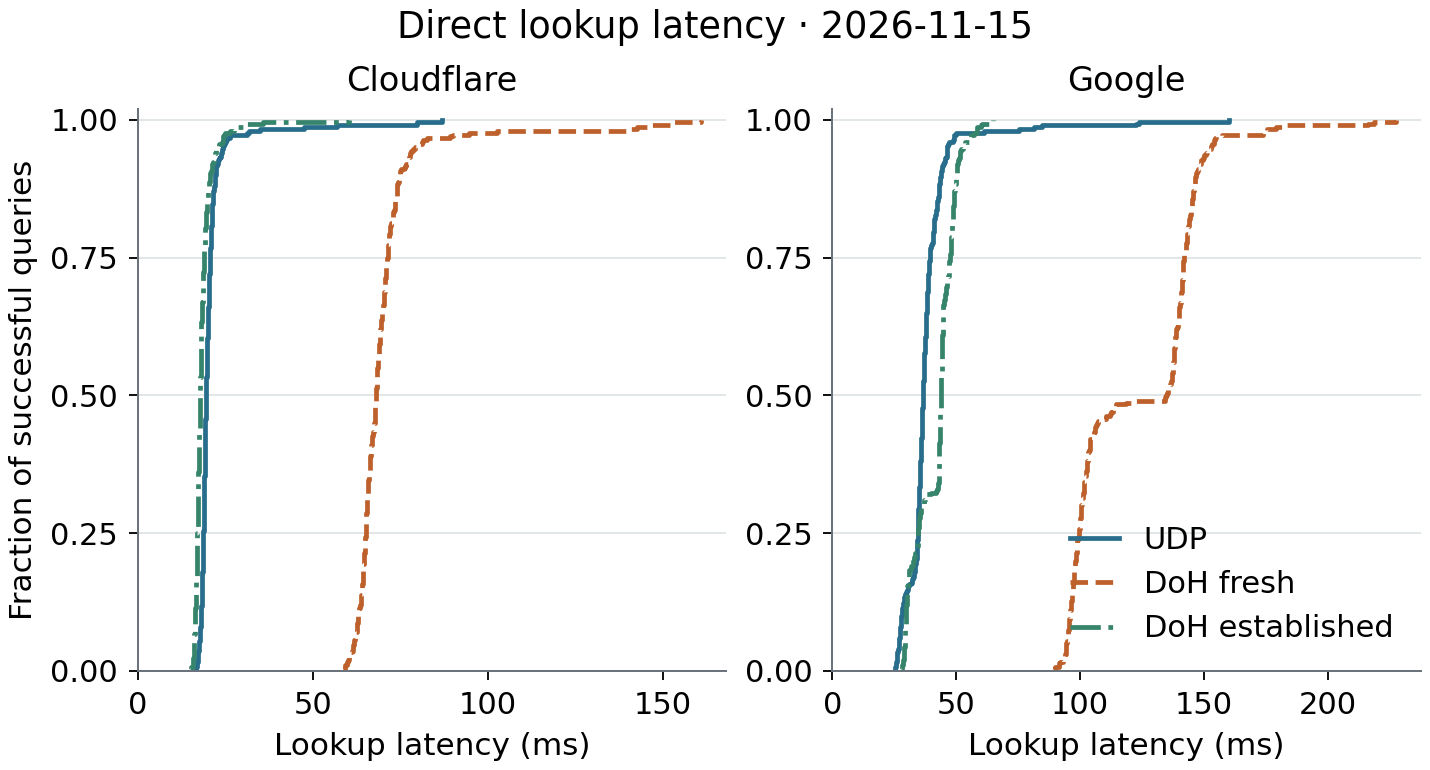 Direct lookup latency · 2026-11-15
Cloudflare
Fraction of successful queries
1.00
0.75
0.50
0.25
0.00
0
50
100
150
Lookup latency (ms)
Google
1.00
0.75
0.50
0.25
0.00
UDP
DoH fresh
DoH established
0
50
100
150
200
Lookup latency (ms)